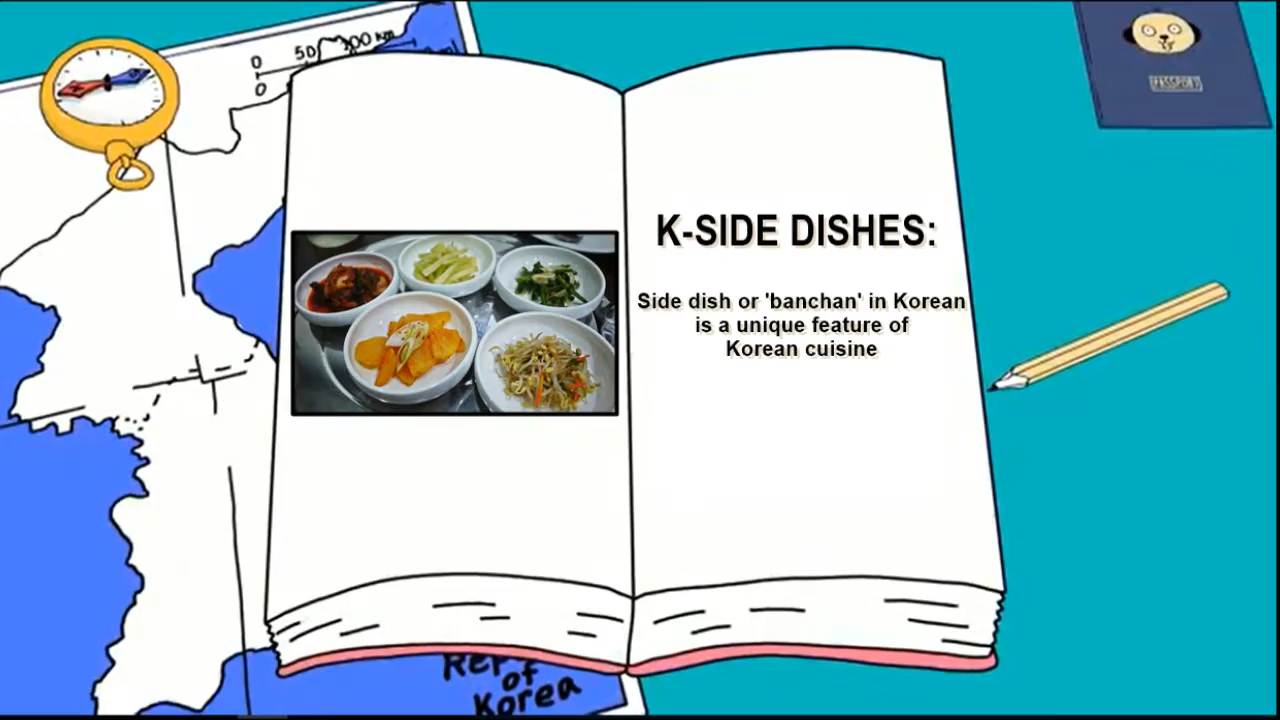 0 50 100 km
0
PASSPORT
K-SIDE DISHES:
Side dish or 'banchan' in Korean
is a unique feature of
Korean cuisine
of
Korea